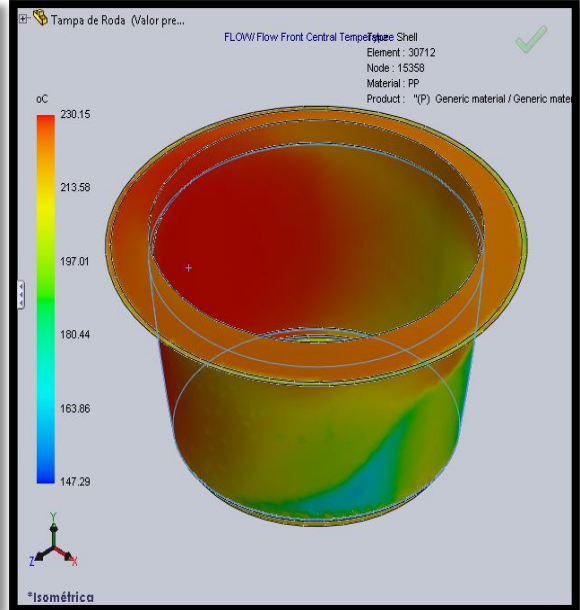 Tampa de Roda (Valor pre...
FLOW/ Flow Front Central Temperature
Type : Shell
Element : 30712
Node : 15358
Material : PP
Product : "(P) Generic material / Generic mater
oC
230.15
213.58
197.01
180.44
163.86
147.29
Y
Z
X
*Isométrica